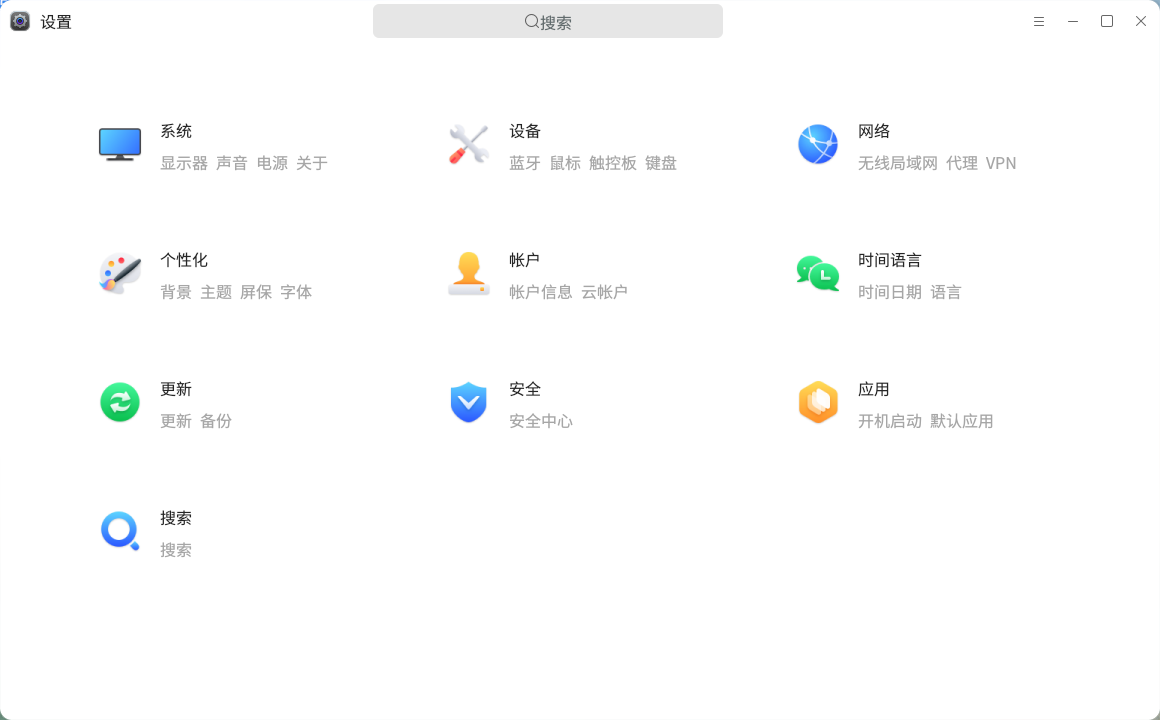 设置
搜索
系统
显示器 声音 电源 关于
设备
蓝牙 鼠标 触控板 键盘
网络
无线局域网 代理 VPN
个性化
背景 主题 屏保 字体
帐户
帐户信息 云帐户
时间语言
时间日期 语言
更新
更新 备份
安全
安全中心
应用
开机启动 默认应用
搜索
搜索